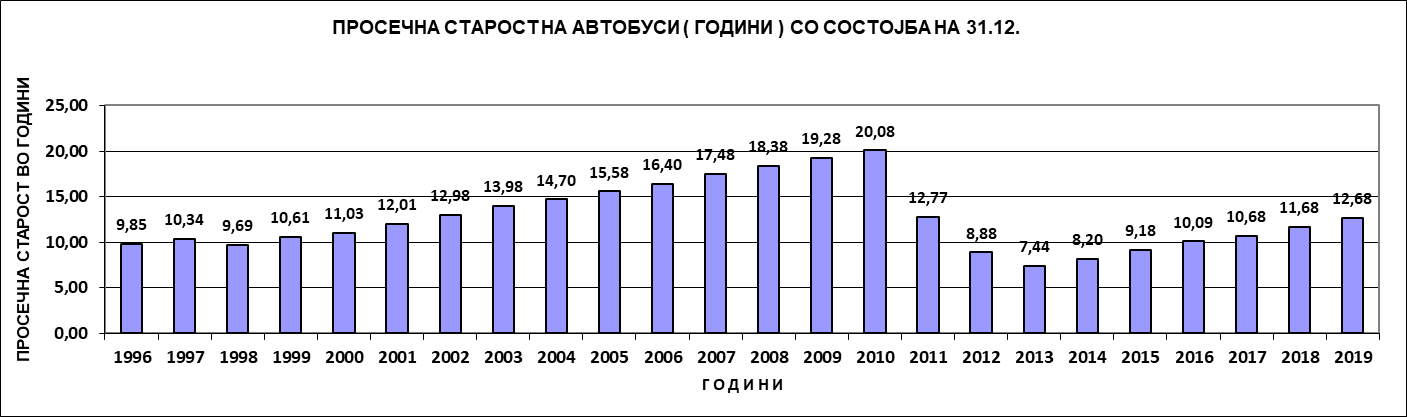 ПРОСЕЧНА СТАРОСТ НА АВТОБУСИ ( ГОДИНИ ) СО СОСТОЈБА НА 31.12.
ПРОСЕЧНА СТАРОСТ ВО ГОДИНИ
25,00
20,00
15,00
10,00
5,00
0,00
9,85 10,34 9,69 10,61 11,03 12,01 12,98 13,98 14,70 15,58 16,40 17,48 18,38 19,28 20,08 12,77 8,88 7,44 8,20 9,18 10,09 10,68 11,68 12,68
1996 1997 1998 1999 2000 2001 2002 2003 2004 2005 2006 2007 2008 2009 2010 2011 2012 2013 2014 2015 2016 2017 2018 2019
Г О Д И Н И